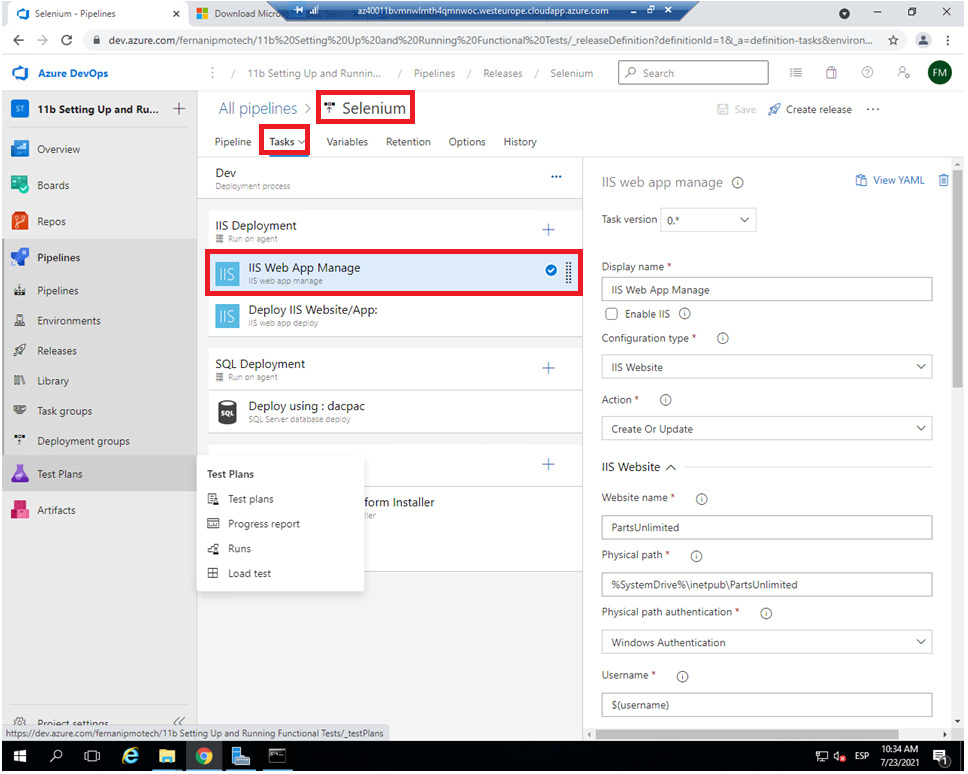 Selenium - Pipelines
Download Micros
Selenium
az40011bvmnwlmth4qmnwoc.westeurope.cloudapp.azure.com
dev.azure.com/fernanipmotech/11b%20Setting%20Up%20and%20Running%20Functional%20Tests/_releaseDefinition?definitionId=1&_a=definition-tasks&environ...
Azure DevOps
/ 11b Setting Up and Runnin... / Pipelines / Releases / Selenium
Search
FM
ST
11b Setting Up and Ru...
Overview
Boards
Repos
Pipelines
Pipelines
Environments
Releases
Library
Task groups
Deployment groups
Test Plans
Artifacts
Project settings
All pipelines > Selenium
Save
Create release
Pipeline
Tasks
Variables
Retention
Options
History
Dev
Deployment process
IIS Deployment
Run on agent
IIS
IIS Web App Manage
IIS web app manage
IIS
Deploy IIS Website/App:
IIS web app deploy
SQL Deployment
Run on agent
SQL
Deploy using : dacpac
SQL Server database deploy
form Installer
ller
Test Plans
Test plans
Progress report
Runs
Load test
IIS web app manage
View YAML
Task version
0.*
Display name *
IIS Web App Manage
Enable IIS
Configuration type *
IIS Website
Action *
Create Or Update
IIS Website
Website name *
PartsUnlimited
Physical path *
%SystemDrive%\inetpub\PartsUnlimited
Physical path authentication *
Windows Authentication
Username *
$(username)
https://dev.azure.com/fernanipmotech/11b Setting Up and Running Functional Tests/_testPlans
ESP
10:34 AM
7/23/2021
1